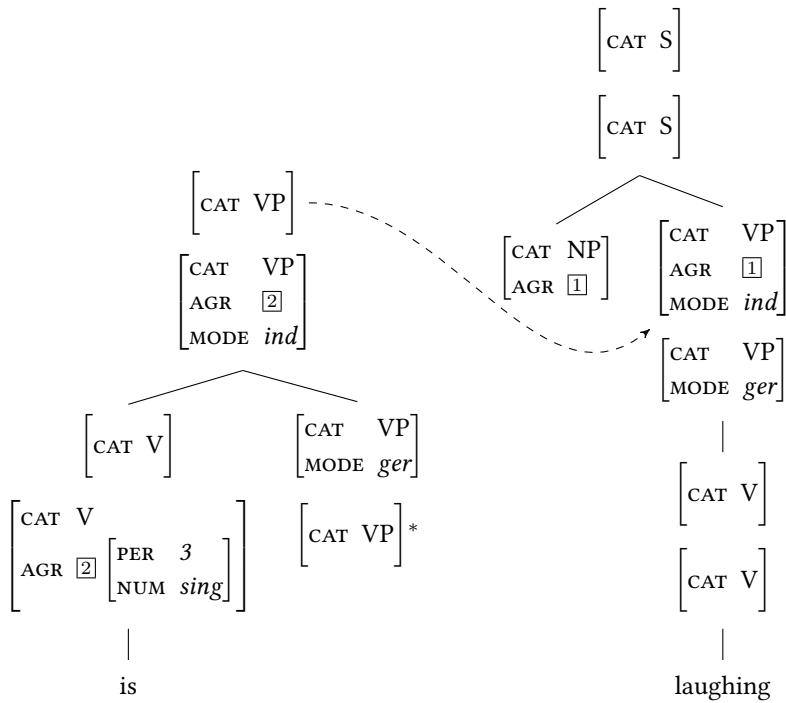 CAT VP
CAT VP
AGR 2
MODE ind
CAT V
CAT V
AGR 2 PER 3
NUM sing
is
CAT VP
MODE ger
CAT VP *
CAT S
CAT S
CAT NP
AGR 1
CAT VP
AGR 1
MODE ind
CAT VP
MODE ger
CAT V
CAT V
laughing